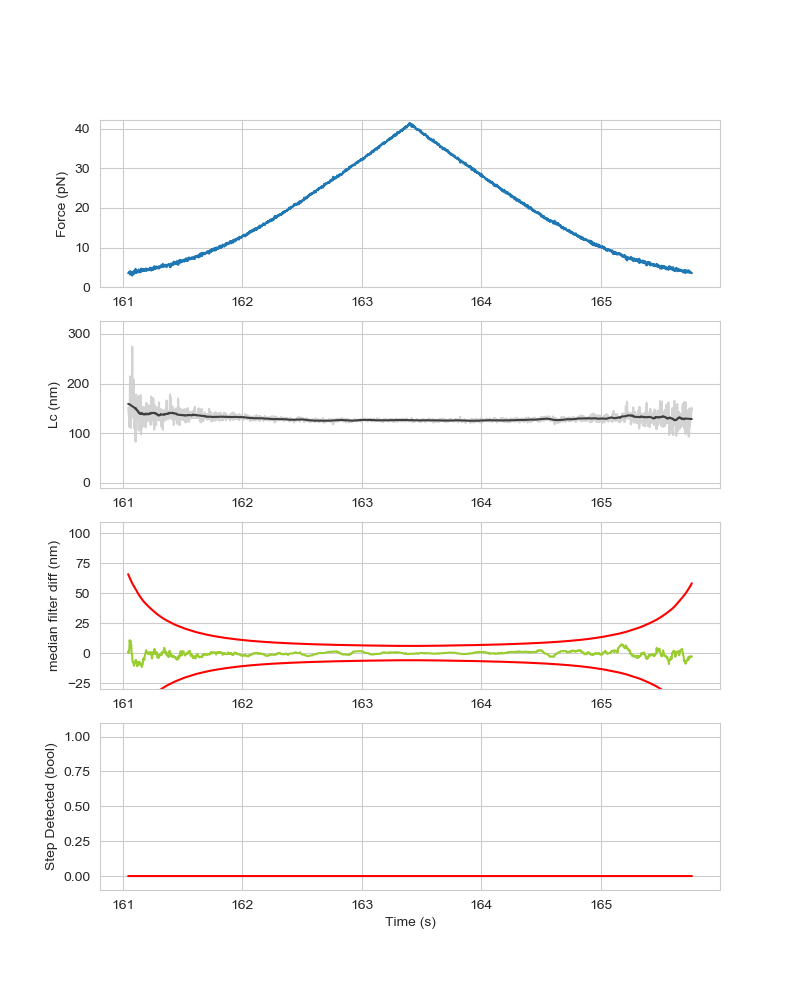 40
30
20
10
0
Force (pN)
161 162 163 164 165
300
200
100
0
Lc (nm)
161 162 163 164 165
100
75
50
25
0
−25
median filter diff (nm)
161 162 163 164 165
1.00
0.75
0.50
0.25
0.00
Step Detected (bool)
161 162 163 164 165
Time (s)